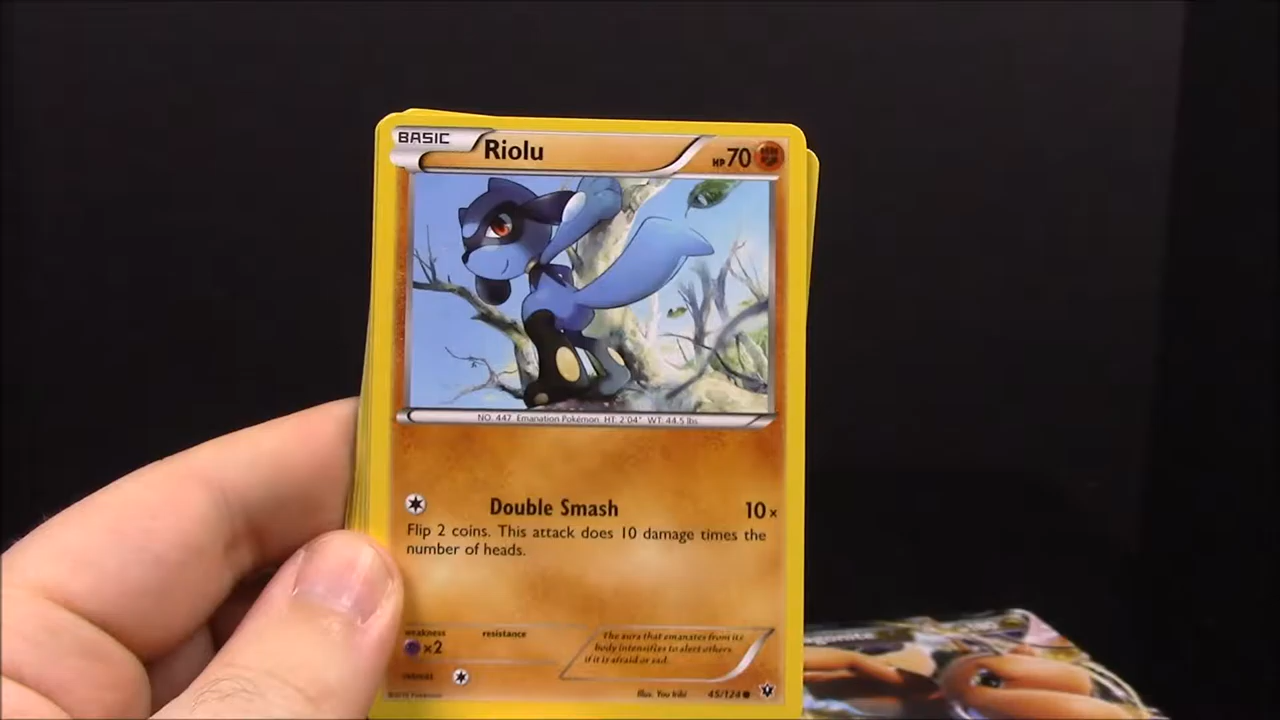 BASIC Riolu HP 70
NO. 447 Emanation Pokémon HT: 2'04" WT: 44.5 lbs.
Double Smash 10×
Flip 2 coins. This attack does 10 damage times the
number of heads.
weakness resistance
×2
The aura that emanates from its
body intensifies to alert others
if it is afraid or sad.
Illus. You Iribi 45/124